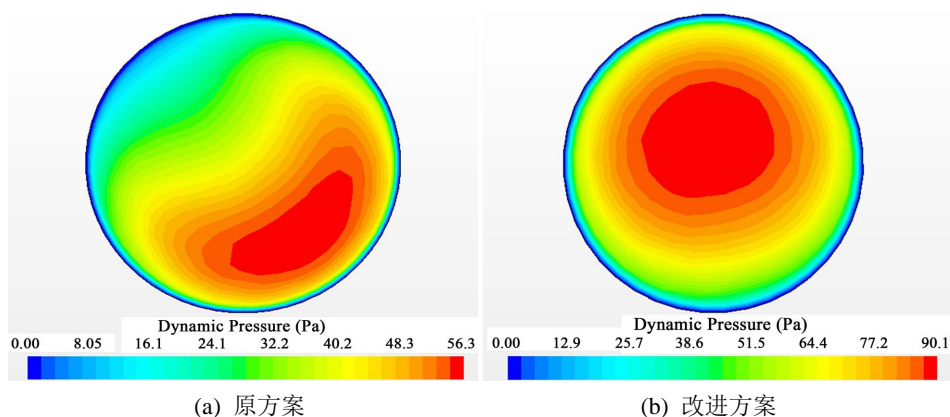 Dynamic Pressure (Pa)
0.00 8.05 16.1 24.1 32.2 40.2 48.3 56.3
(a) 原方案
Dynamic Pressure (Pa)
0.00 12.9 25.7 38.6 51.5 64.4 77.2 90.1
(b) 改进方案